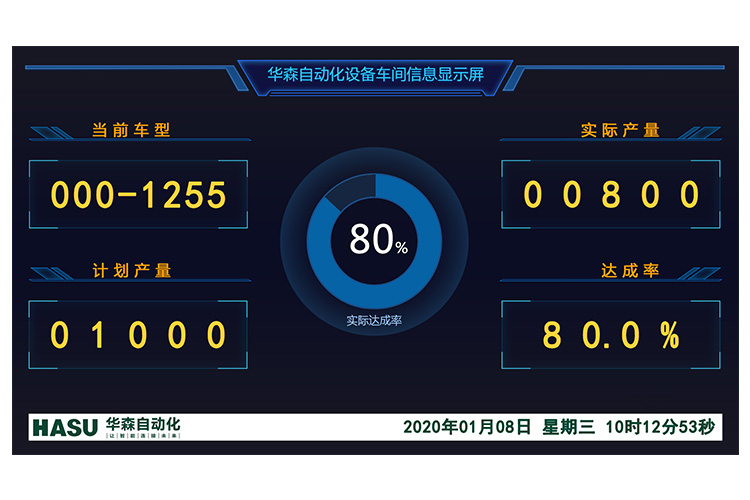 华森自动化设备车间信息显示屏
当前车型
000-1255
实际产量
00800
80%
实际达成率
计划产量
01000
达成率
80.0%
HASU 华森自动化
让智能连接未来
2020年01月08日 星期三 10时12分53秒